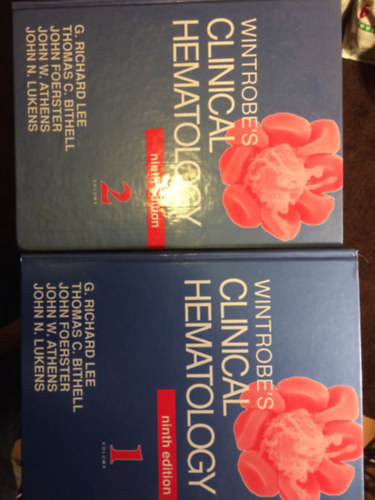 WINTROBE'S
CLINICAL
HEMATOLOGY
ninth edition
2
VOLUME
G. RICHARD LEE
THOMAS C. BITHELL
JOHN FOERSTER
JOHN W. ATHENS
JOHN N. LUKENS
WINTROBE'S
CLINICAL
HEMATOLOGY
ninth edition
1
VOLUME
G. RICHARD LEE
THOMAS C. BITHELL
JOHN FOERSTER
JOHN W. ATHENS
JOHN N. LUKENS